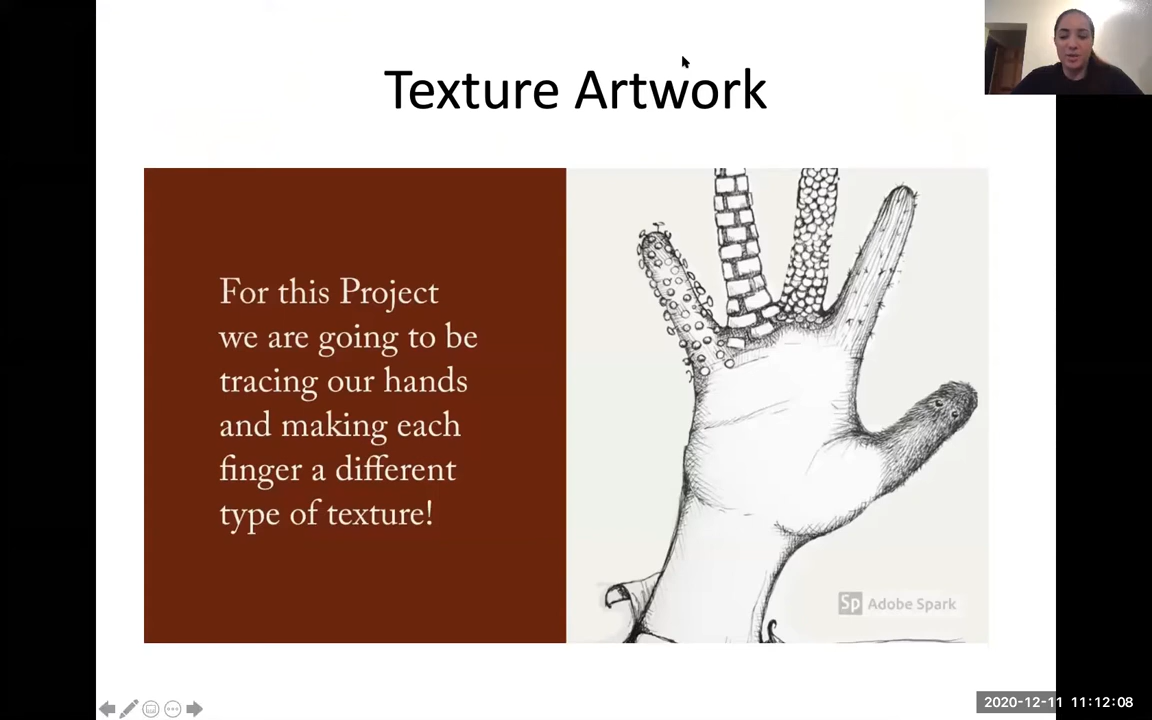 Texture Artwork
For this Project
we are going to be
tracing our hands
and making each
finger a different
type of texture!
Sp Adobe Spark
2020-12-11 11:12:08